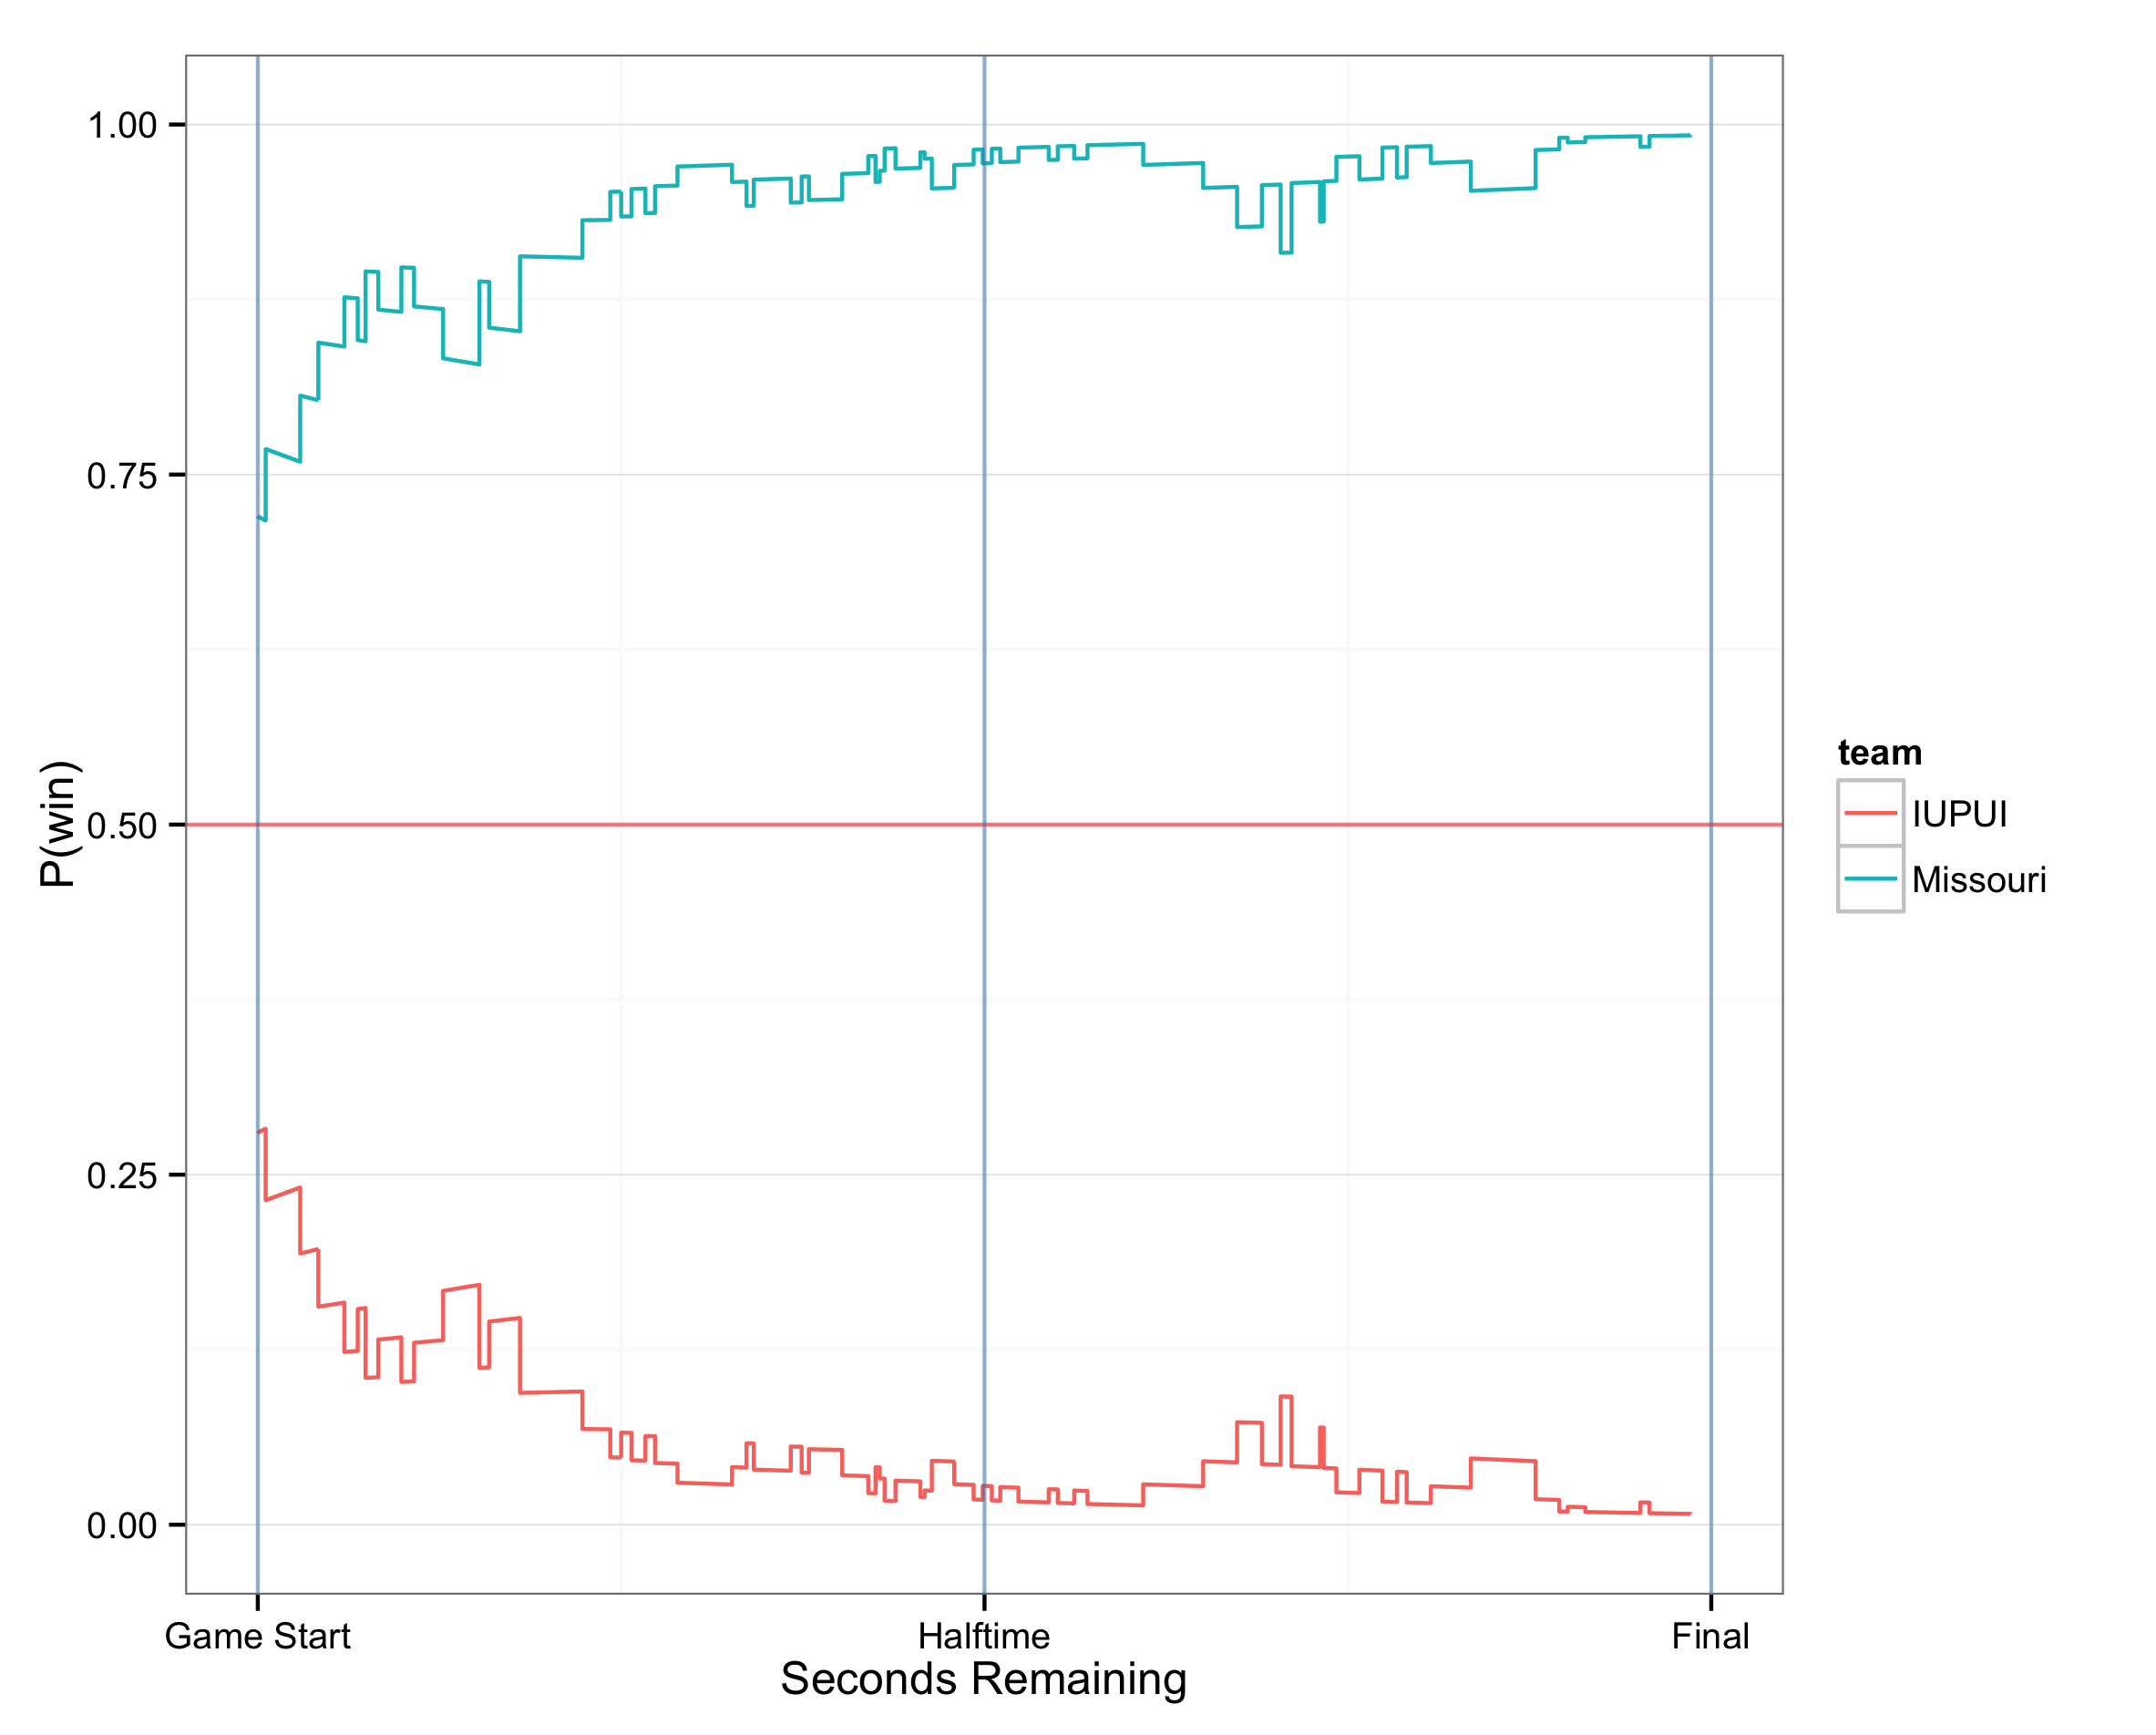 1.00
0.75
0.50
0.25
0.00
P(win)
Game Start
Halftime
Final
Seconds Remaining
team
IUPUI
Missouri